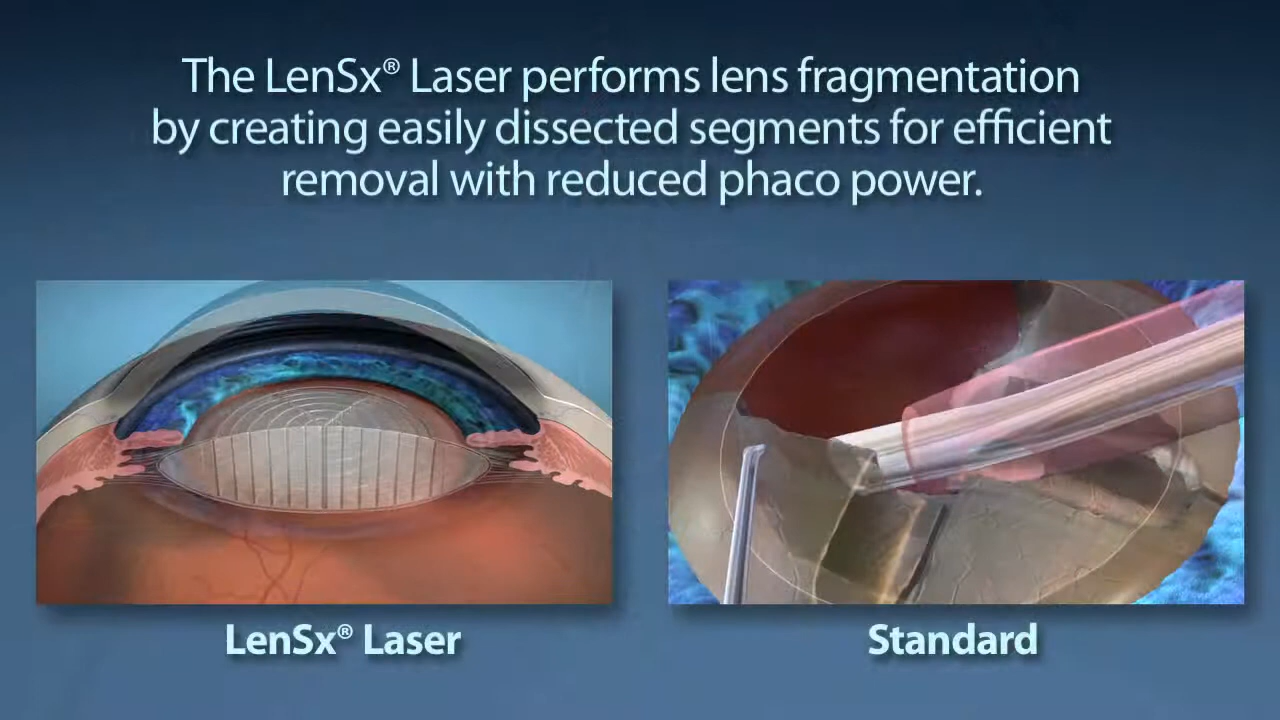 The LenSx® Laser performs lens fragmentation
by creating easily dissected segments for efficient
removal with reduced phaco power.
LenSx® Laser
Standard